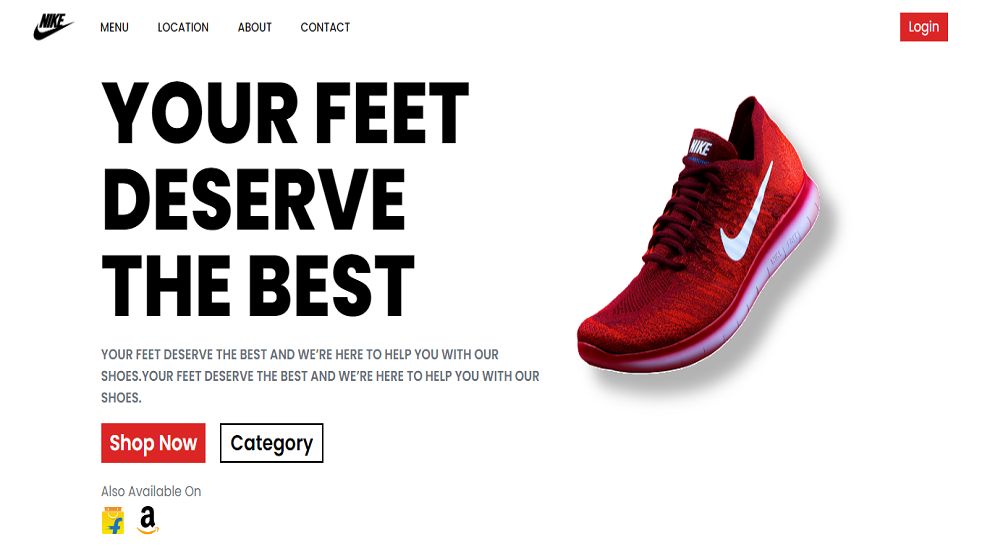 NIKE
MENU LOCATION ABOUT CONTACT
Login
YOUR FEET
DESERVE
THE BEST
YOUR FEET DESERVE THE BEST AND WE'RE HERE TO HELP YOU WITH OUR
SHOES.YOUR FEET DESERVE THE BEST AND WE'RE HERE TO HELP YOU WITH OUR
SHOES.
Shop Now Category
Also Available On
f a
NIKE
NIKE FREE